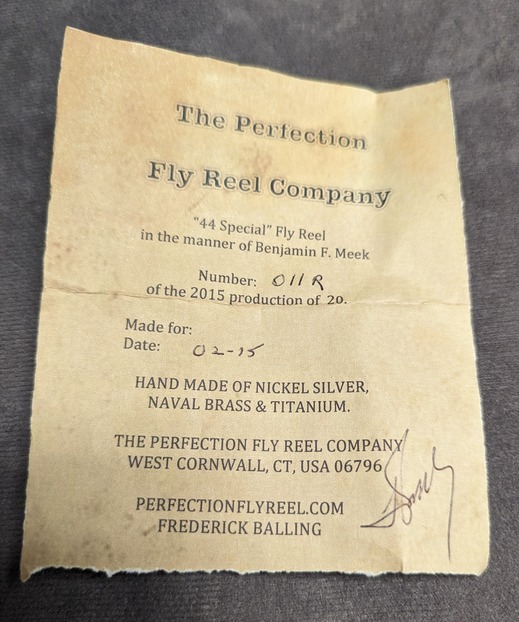 The Perfection
Fly Reel Company
"44 Special" Fly Reel
in the manner of Benjamin F. Meek
Number: 011R
of the 2015 production of 20.
Made for:
Date: 02-15
HAND MADE OF NICKEL SILVER,
NAVAL BRASS & TITANIUM.
THE PERFECTION FLY REEL COMPANY
WEST CORNWALL, CT, USA 06796
PERFECTIONFLYREEL.COM
FREDERICK BALLING